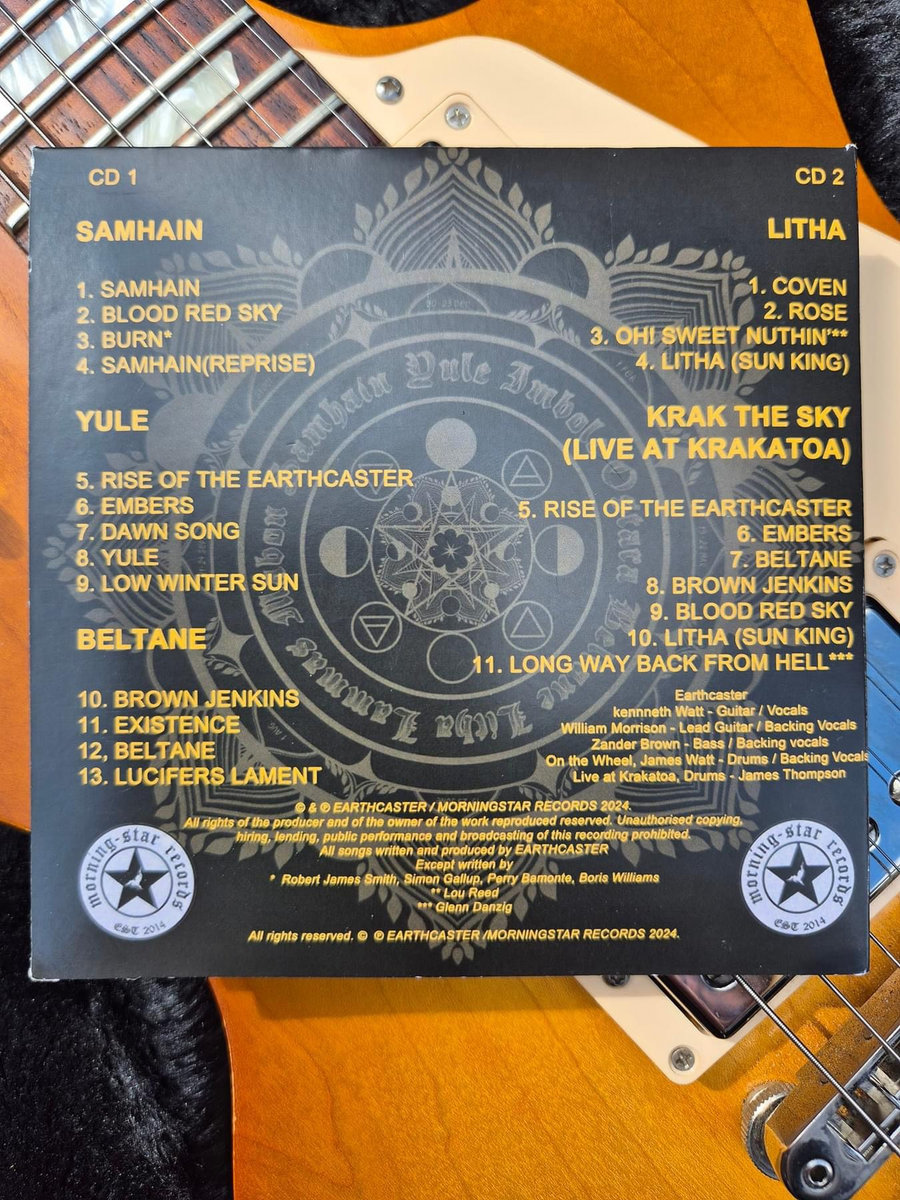 CD 1
SAMHAIN
1. SAMHAIN
2. BLOOD RED SKY
3. BURN*
4. SAMHAIN(REPRISE)
YULE
5. RISE OF THE EARTHCASTER
6. EMBERS
7. DAWN SONG
8. YULE
9. LOW WINTER SUN
BELTANE
10. BROWN JENKINS
11. EXISTENCE
12, BELTANE
13. LUCIFERS LAMENT
CD 2
LITHA
1. COVEN
2. ROSE
3. OH! SWEET NUTHIN'**
4. LITHA (SUN KING)
KRAK THE SKY
(LIVE AT KRAKATOA)
5. RISE OF THE EARTHCASTER
6. EMBERS
7. BELTANE
8. BROWN JENKINS
9. BLOOD RED SKY
10. LITHA (SUN KING)
11. LONG WAY BACK FROM HELL***
Earthcaster
kennneth Watt - Guitar / Vocals
William Morrison - Lead Guitar / Backing Vocals
Zander Brown - Bass / Backing vocals
On the Wheel, James Watt - Drums / Backing Vocals
Live at Krakatoa, Drums - James Thompson
© & ℗ EARTHCASTER / MORNINGSTAR RECORDS 2024.
All rights of the producer and of the owner of the work reproduced reserved. Unauthorised copying,
hiring, lending, public performance and broadcasting of this recording prohibited.
All songs written and produced by EARTHCASTER
Except written by
* Robert James Smith, Simon Gallup, Perry Bamonte, Boris Williams
** Lou Reed
*** Glenn Danzig
All rights reserved. © ℗ EARTHCASTER /MORNINGSTAR RECORDS 2024.
morning-star records
EST 2014
morning-star records
EST 2014
Samhain Yule Imbolc
Beltane Litha Lammas Mabon